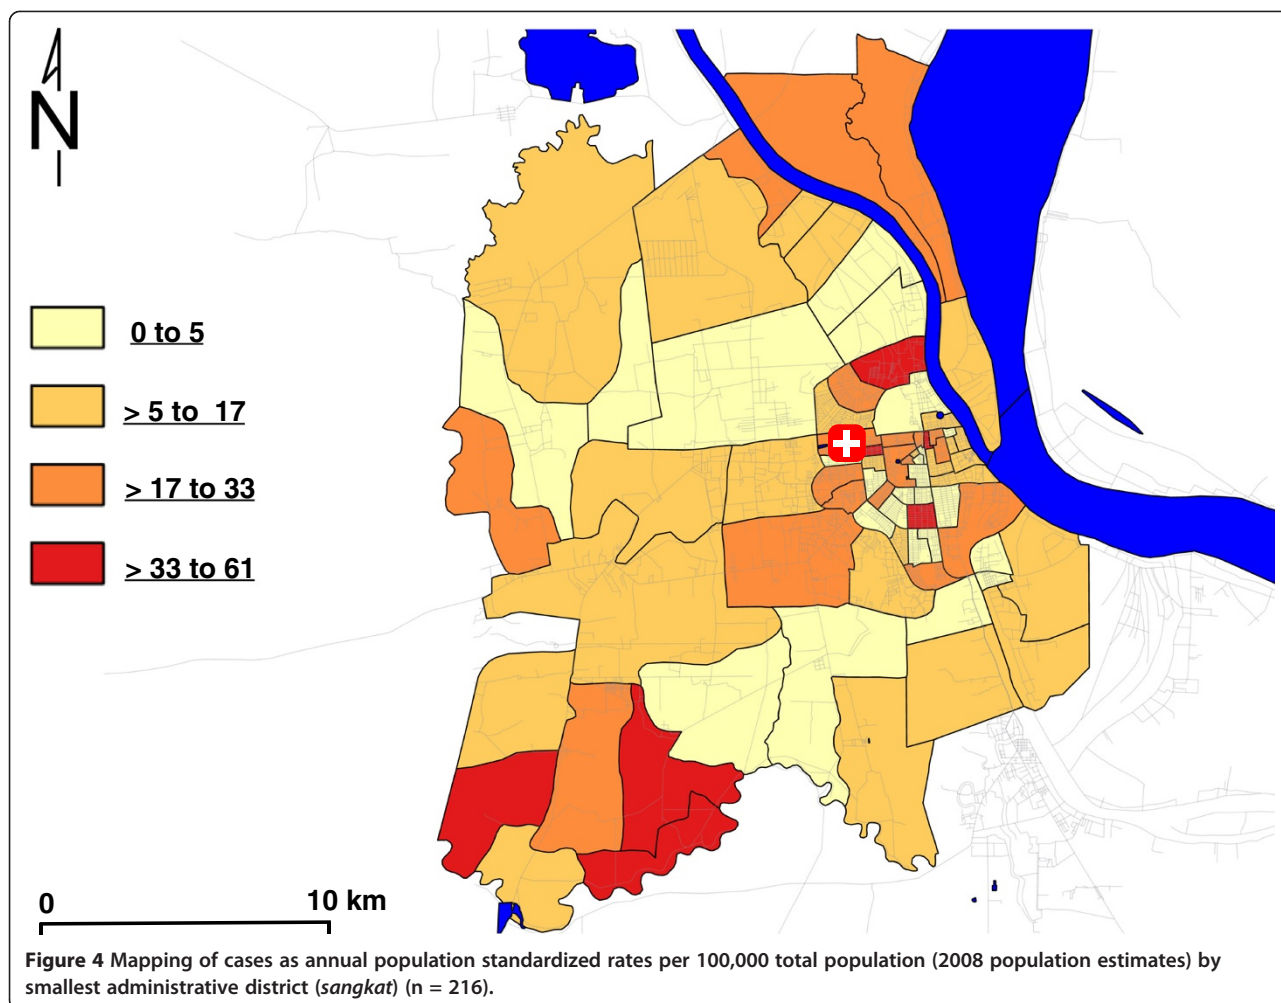 N
0 to 5
> 5 to 17
> 17 to 33
> 33 to 61
0 10 km
Figure 4 Mapping of cases as annual population standardized rates per 100,000 total population (2008 population estimates) by
smallest administrative district (sangkat) (n = 216).